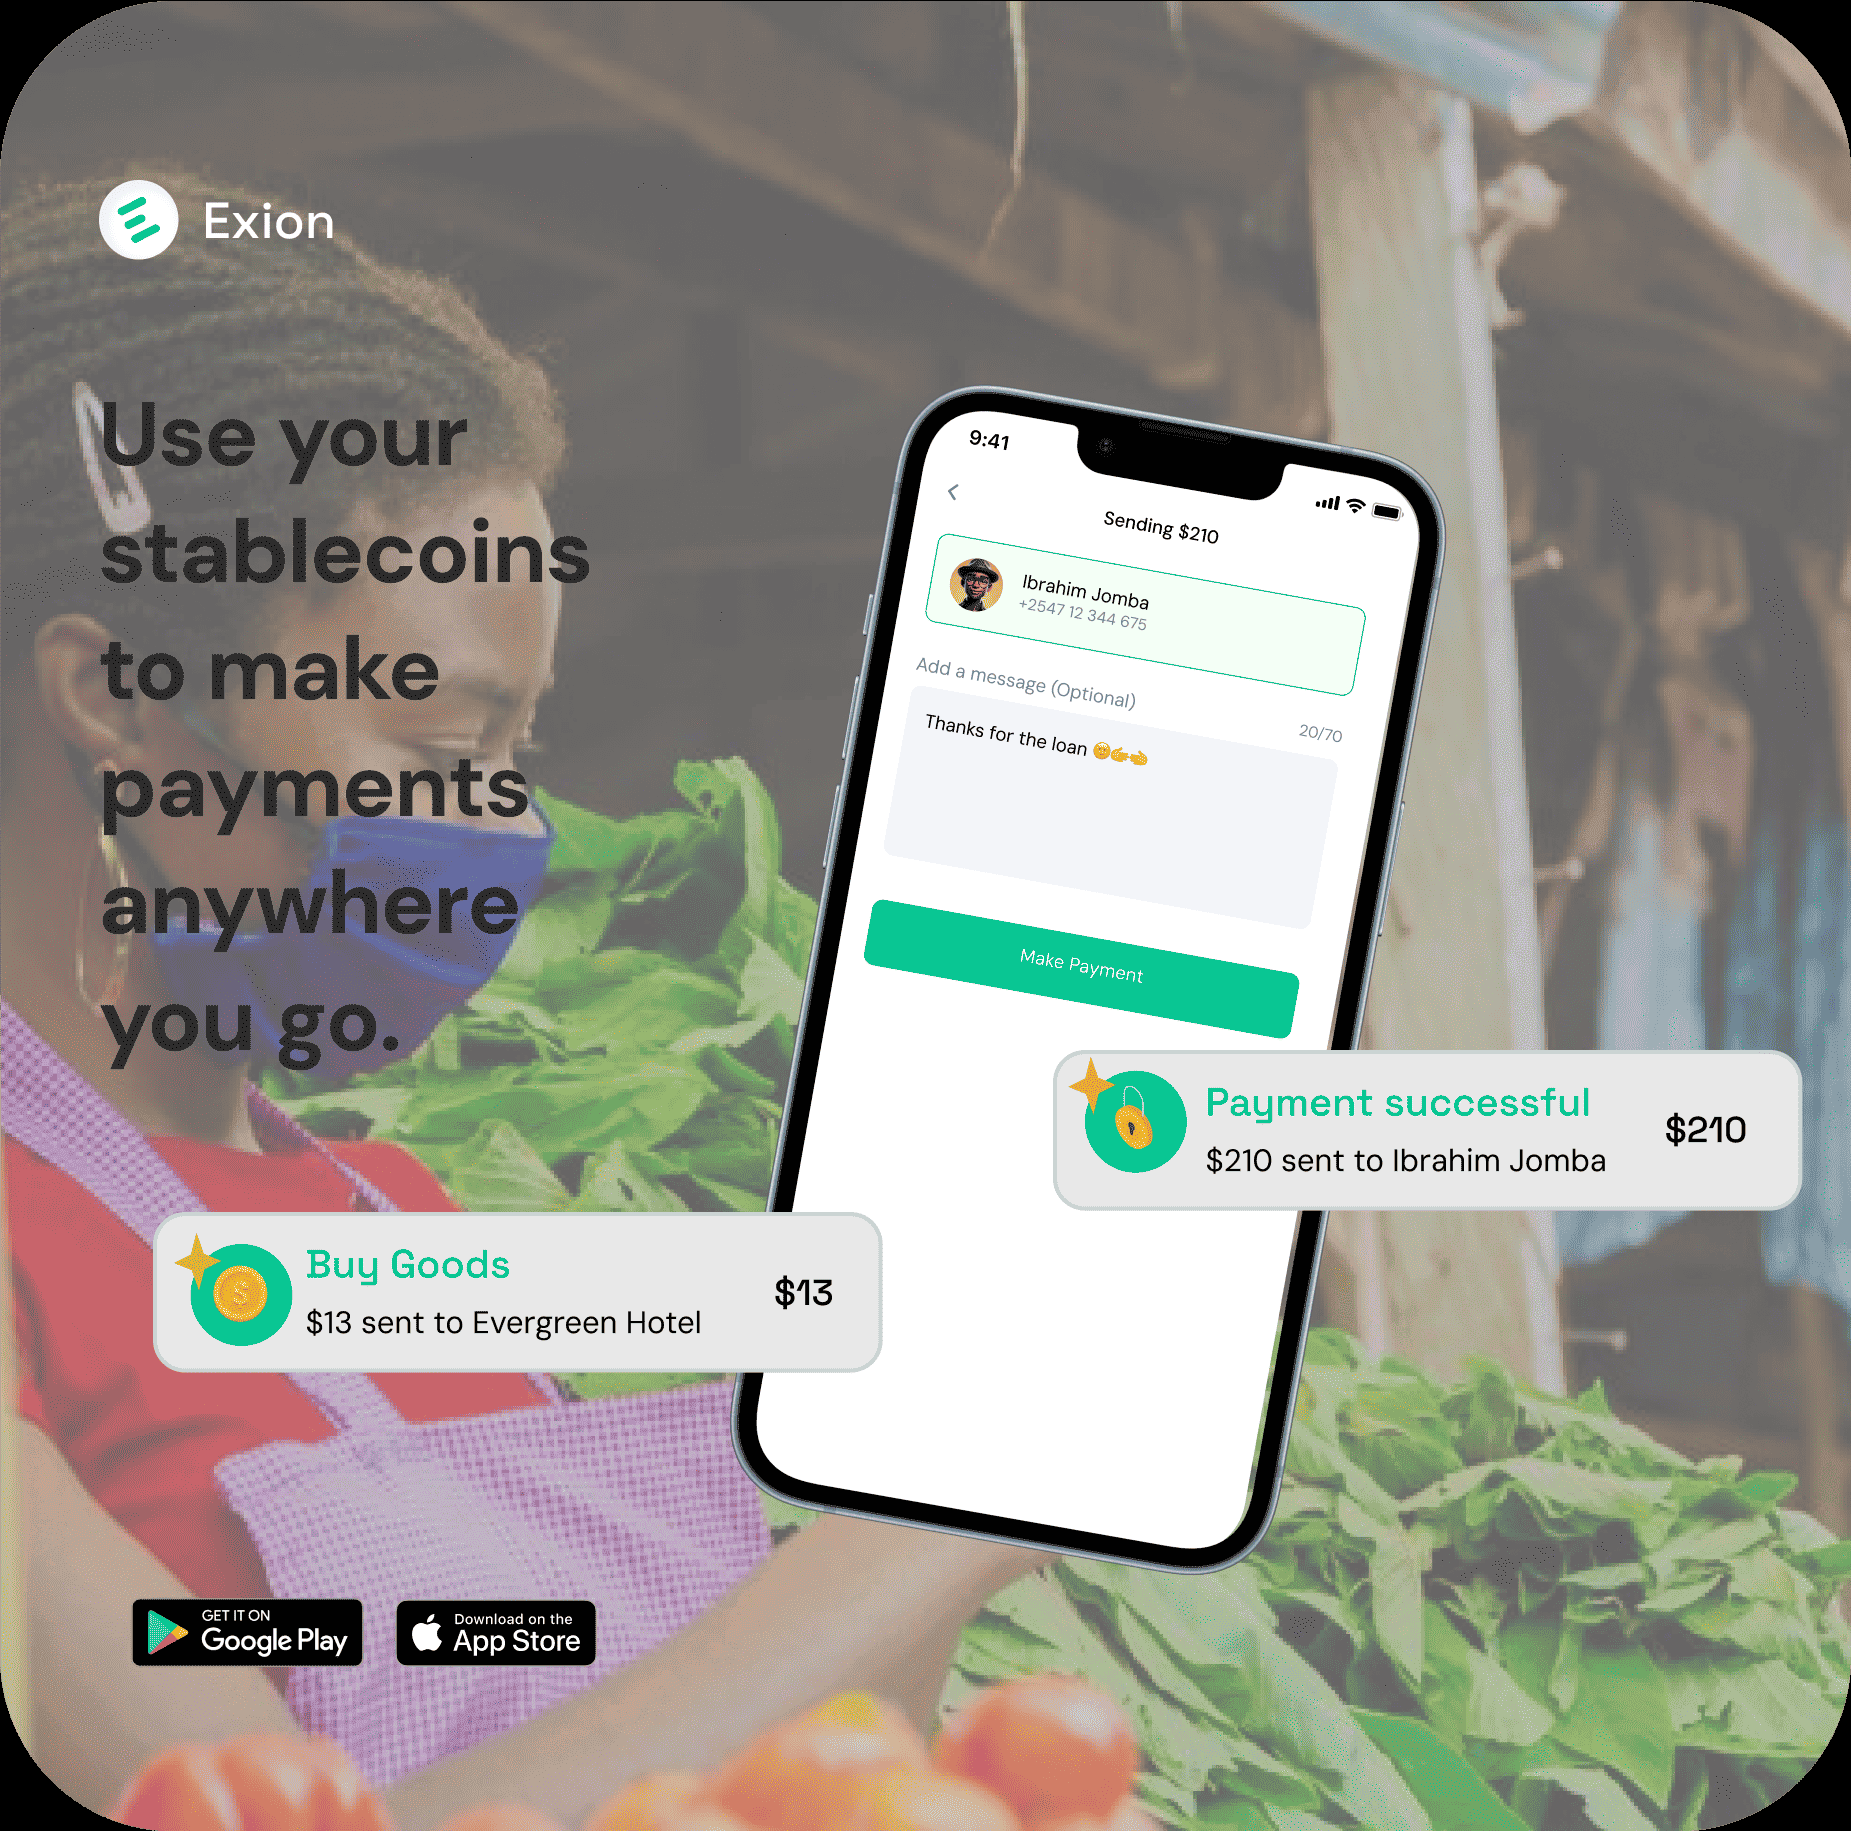 Exion
Use your
stablecoins
to make
payments
anywhere
you go.
9:41
Sending $210
Ibrahim Jomba
+2547 12 344 675
Add a message (Optional)
20/70
Thanks for the loan 🥺👉👈
Make Payment
Payment successful
$210 sent to Ibrahim Jomba
$210
Buy Goods
$13 sent to Evergreen Hotel
$13
GET IT ON
Google Play
Download on the
App Store